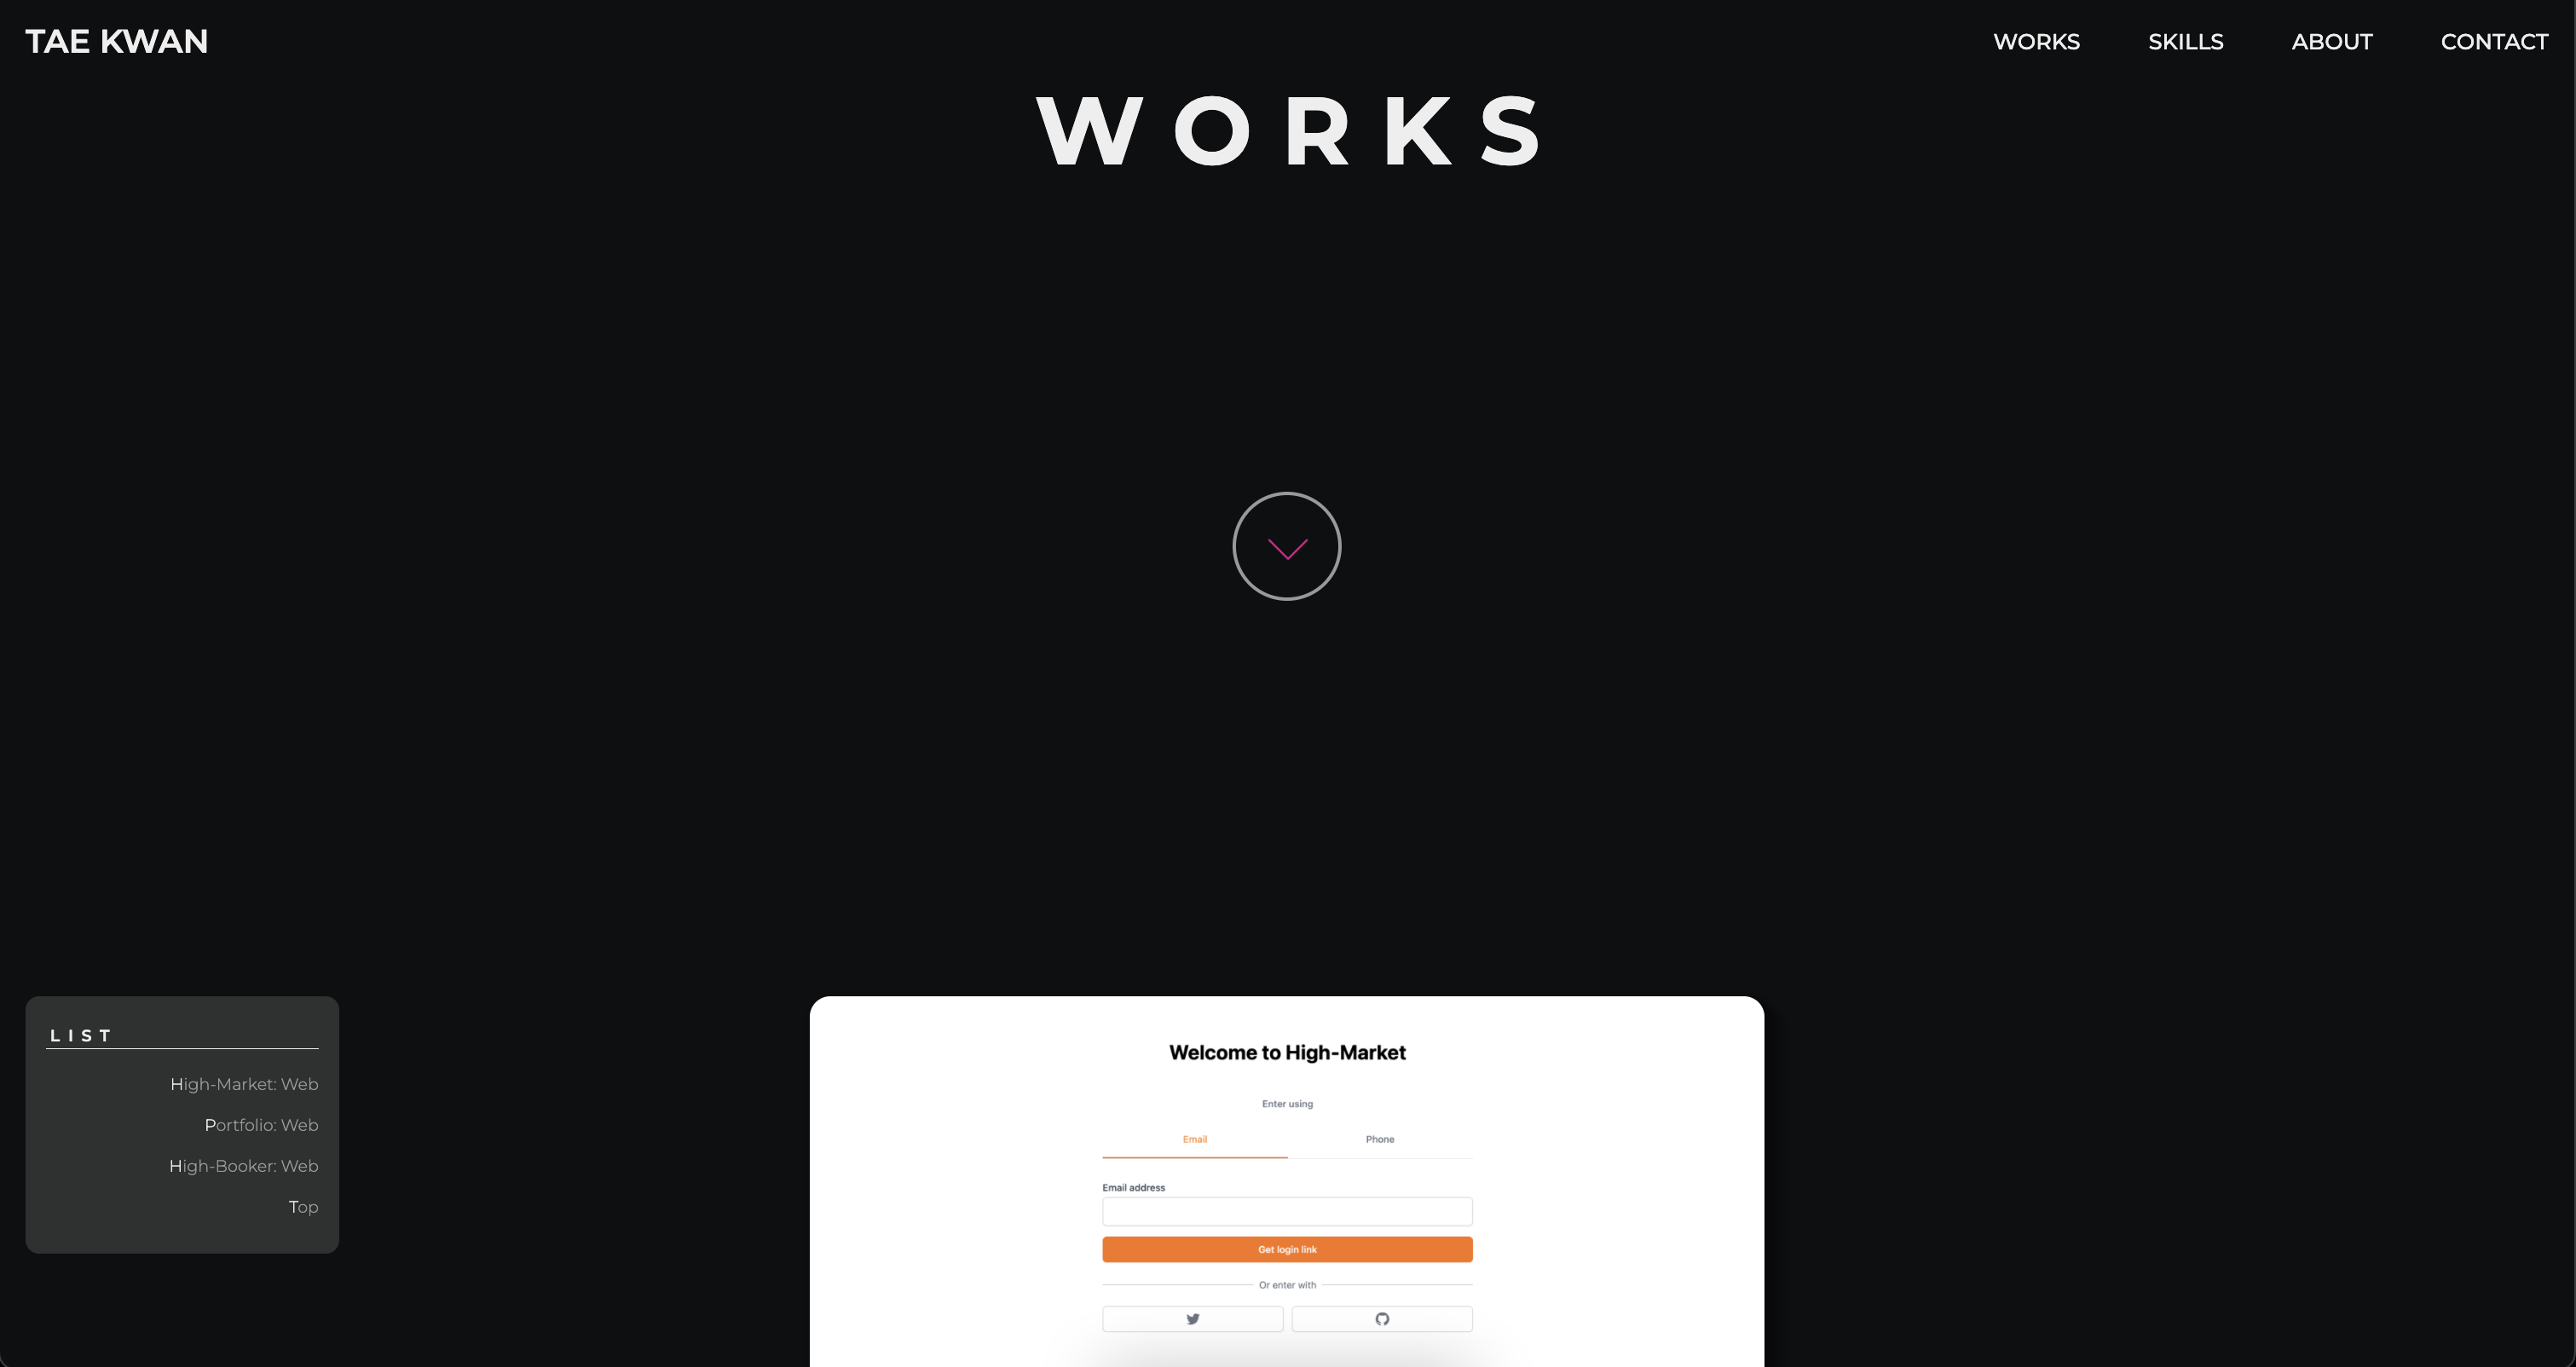 TAE KWAN
WORKS SKILLS ABOUT CONTACT
WORKS
LIST
High-Market: Web
Portfolio: Web
High-Booker: Web
Top
Welcome to High-Market
Enter using
Email Phone
Email address
Get login link
Or enter with